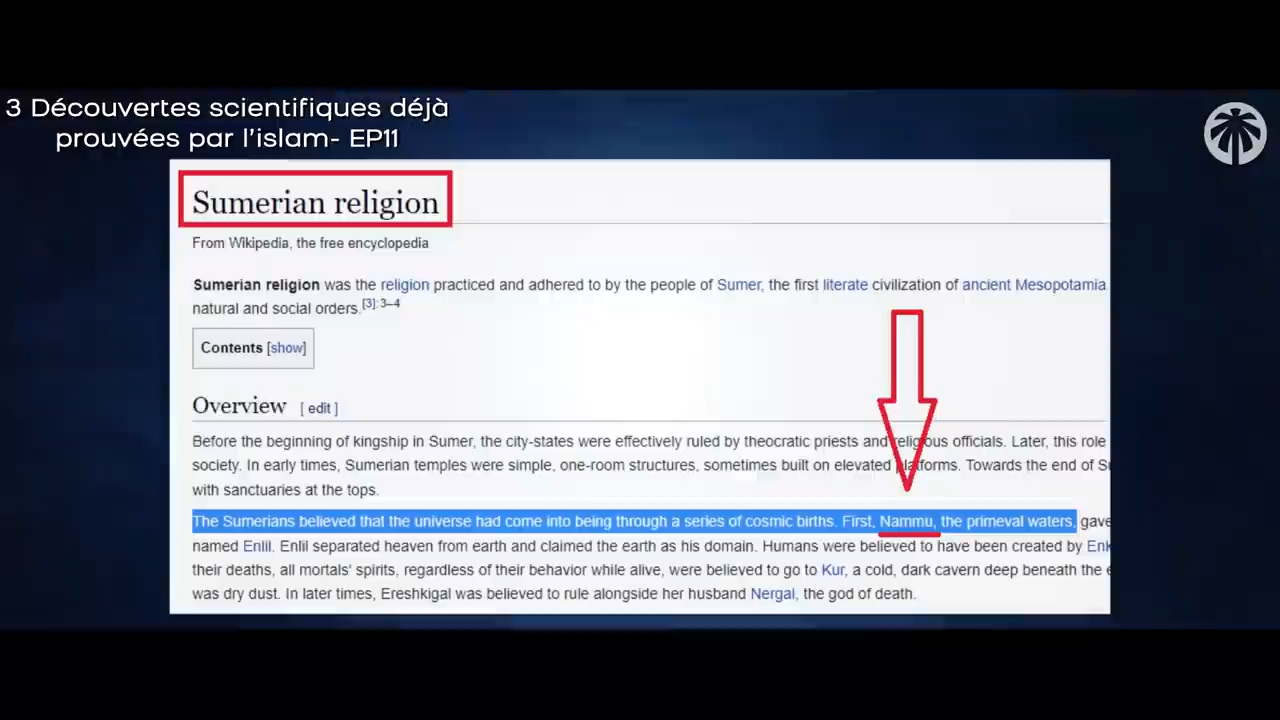 3 Découvertes scientifiques déjà
prouvées par l'islam- EP11
Sumerian religion
From Wikipedia, the free encyclopedia
Sumerian religion was the religion practiced and adhered to by the people of Sumer, the first literate civilization of ancient Mesopotamia
natural and social orders.[3]:3–4
Contents [show]
Overview [ edit ]
Before the beginning of kingship in Sumer, the city-states were effectively ruled by theocratic priests and religious officials. Later, this role
society. In early times, Sumerian temples were simple, one-room structures, sometimes built on elevated platforms. Towards the end of
with sanctuaries at the tops.
The Sumerians believed that the universe had come into being through a series of cosmic births. First, Nammu, the primeval waters, gave
named Enlil. Enlil separated heaven from earth and claimed the earth as his domain. Humans were believed to have been created by
their deaths, all mortals' spirits, regardless of their behavior while alive, were believed to go to Kur, a cold, dark cavern deep beneath the
was dry dust. In later times, Ereshkigal was believed to rule alongside her husband Nergal, the god of death.